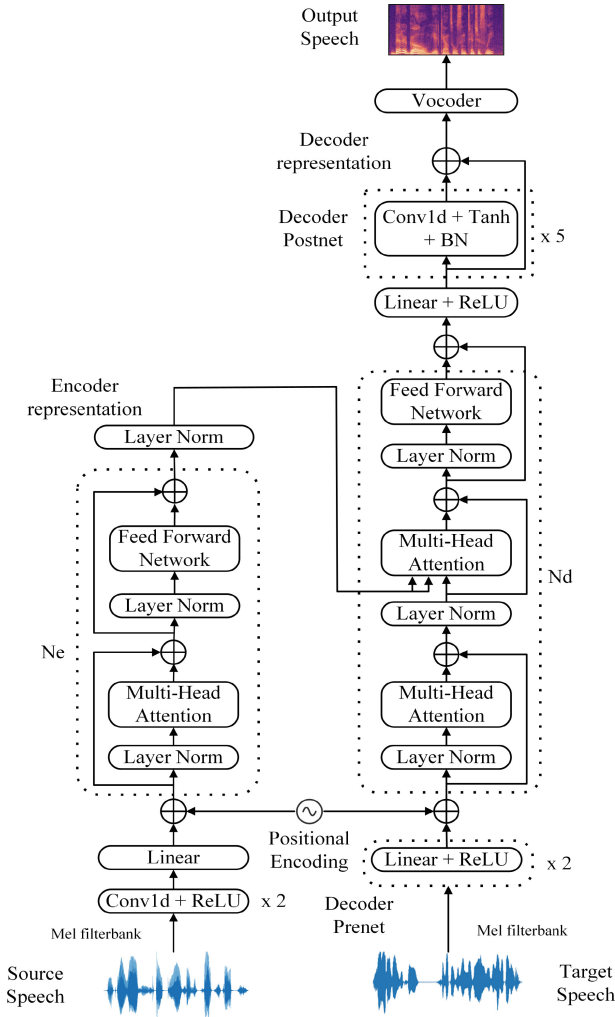 Output
Speech
Vocoder
Decoder
representation
Decoder
Postnet
Conv1d + Tanh
+ BN
x 5
Linear + ReLU
Encoder
representation
Layer Norm
Feed Forward
Network
Layer Norm
Ne
Multi-Head
Attention
Layer Norm
Linear
Conv1d + ReLU
x 2
Mel filterbank
Source
Speech
Feed Forward
Network
Layer Norm
Multi-Head
Attention
Nd
Layer Norm
Multi-Head
Attention
Layer Norm
Positional
Encoding
Linear + ReLU
x 2
Decoder
Prenet
Mel filterbank
Target
Speech